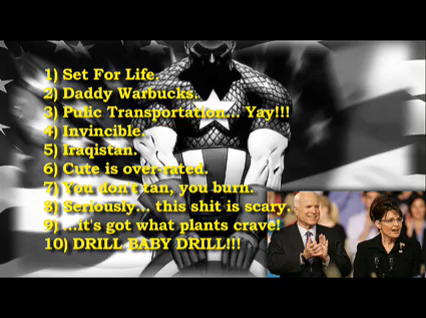 1) Set For Life.
2) Daddy Warbucks.
3) Pulic Transportation... Yay!!!
4) Invincible.
5) Iraqistan.
6) Cute is over-rated.
7) You don't tan, you burn.
8) Seriously... this shit is scary.
9) ...it's got what plants crave!
10) DRILL BABY DRILL!!!